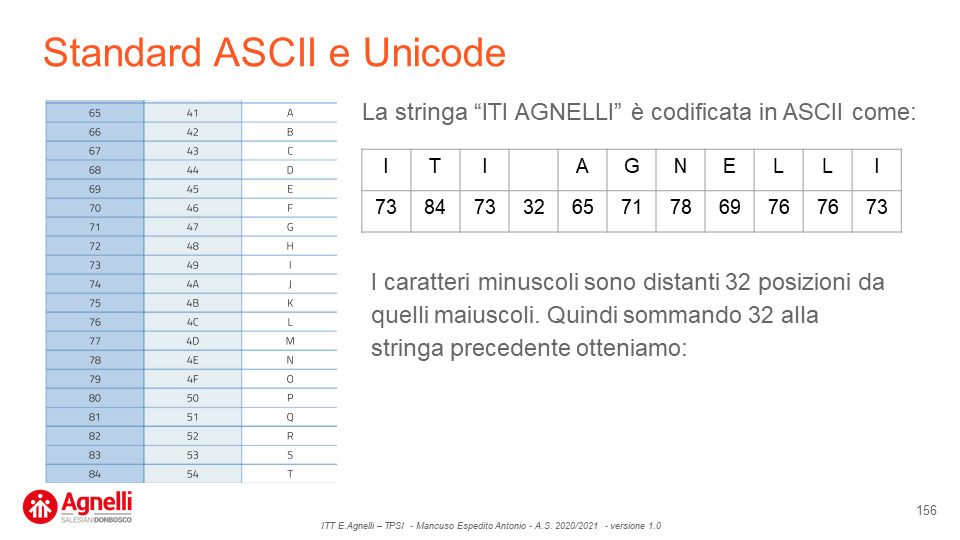 Standard ASCII e Unicode
65 41 A
66 42 B
67 43 C
68 44 D
69 45 E
70 46 F
71 47 G
72 48 H
73 49 I
74 4A J
75 4B K
76 4C L
77 4D M
78 4E N
79 4F O
80 50 P
81 51 Q
82 52 R
83 53 S
84 54 T
La stringa “ITI AGNELLI” è codificata in ASCII come:
I T I A G N E L L I
73 84 73 32 65 71 78 69 76 76 73
I caratteri minuscoli sono distanti 32 posizioni da
quelli maiuscoli. Quindi sommando 32 alla
stringa precedente otteniamo:
Agnelli
SALESIANIDONBOSCO
ITT E.Agnelli – TPSI - Mancuso Espedito Antonio - A.S. 2020/2021 - versione 1.0
156